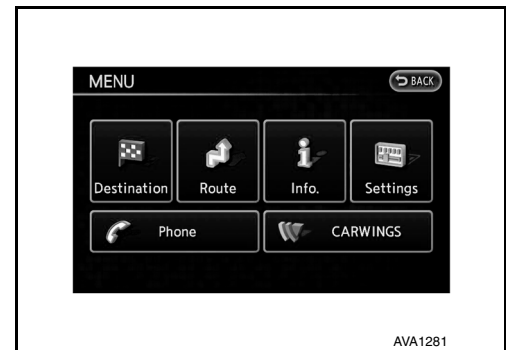 MENU
BACK
Destination Route Info. Settings
Phone CARWINGS
AVA1281